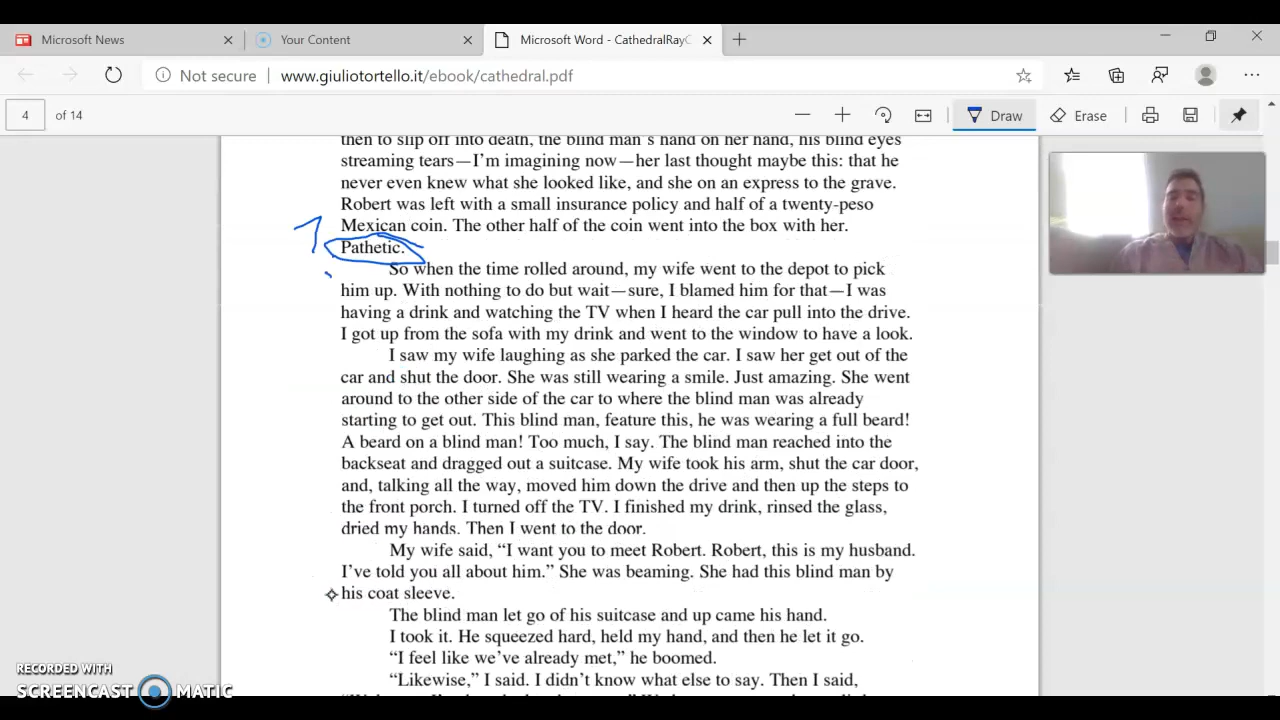 Microsoft News
Your Content
Microsoft Word - CathedralRayC
Not secure | www.giuliotortello.it/ebook/cathedral.pdf
4 of 14
Draw
Erase
then to slip off into death, the blind man's hand on her hand, his blind eyes
streaming tears—I'm imagining now—her last thought maybe this: that he
never even knew what she looked like, and she on an express to the grave.
Robert was left with a small insurance policy and half of a twenty-peso
Mexican coin. The other half of the coin went into the box with her.
?
Pathetic.
So when the time rolled around, my wife went to the depot to pick
him up. With nothing to do but wait—sure, I blamed him for that—I was
having a drink and watching the TV when I heard the car pull into the drive.
I got up from the sofa with my drink and went to the window to have a look.
I saw my wife laughing as she parked the car. I saw her get out of the
car and shut the door. She was still wearing a smile. Just amazing. She went
around to the other side of the car to where the blind man was already
starting to get out. This blind man, feature this, he was wearing a full beard!
A beard on a blind man! Too much, I say. The blind man reached into the
backseat and dragged out a suitcase. My wife took his arm, shut the car door,
and, talking all the way, moved him down the drive and then up the steps to
the front porch. I turned off the TV. I finished my drink, rinsed the glass,
dried my hands. Then I went to the door.
My wife said, “I want you to meet Robert. Robert, this is my husband.
I've told you all about him.” She was beaming. She had this blind man by
his coat sleeve.
The blind man let go of his suitcase and up came his hand.
I took it. He squeezed hard, held my hand, and then he let it go.
“I feel like we've already met,” he boomed.
“Likewise,” I said. I didn't know what else to say. Then I said,
RECORDED WITH
SCREENCAST MATIC